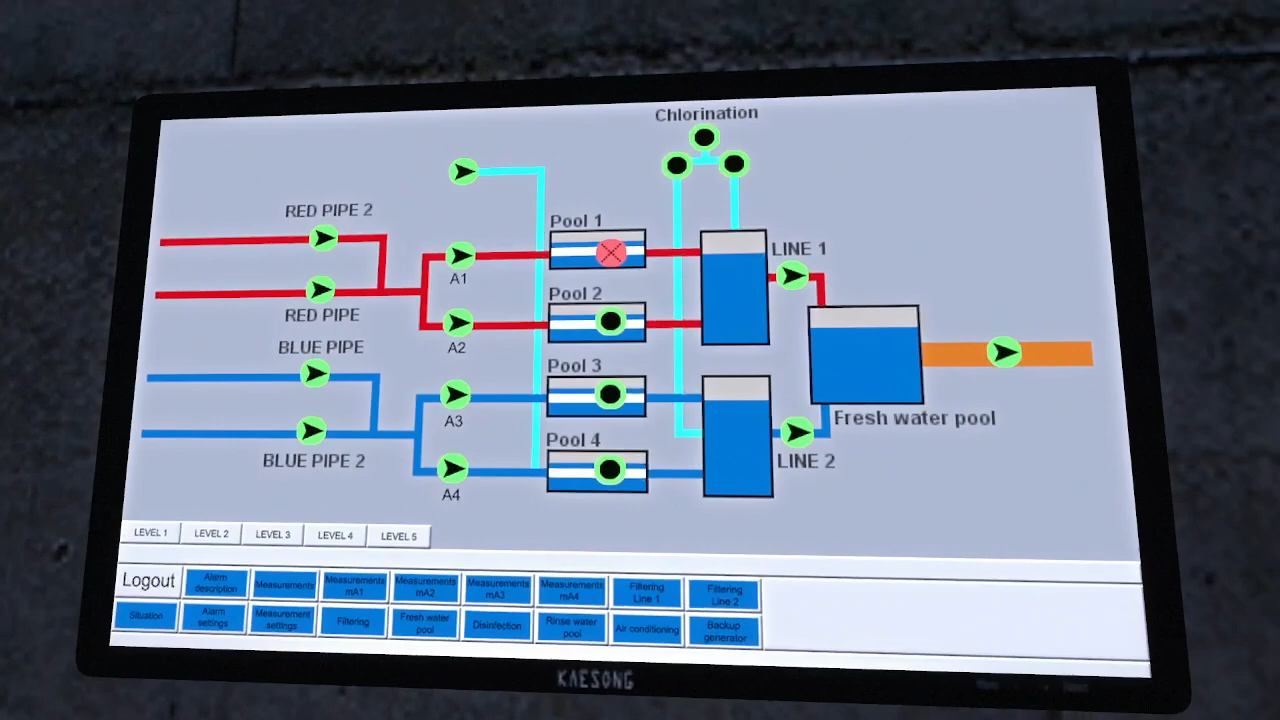 Chlorination
RED PIPE 2
Pool 1
LINE 1
A1
Pool 2
RED PIPE
BLUE PIPE
A2
Pool 3
A3
Fresh water pool
Pool 4
BLUE PIPE 2
LINE 2
A4
LEVEL 1
LEVEL 2
LEVEL 3
LEVEL 4
LEVEL 5
Logout
Alarm
description
Measurements
Measurements
mA1
Measurements
mA2
Measurements
mA3
Measurements
mA4
Filtering
Line 1
Filtering
Line 2
Situation
Alarm
settings
Measurement
settings
Filtering
Fresh water
pool
Disinfection
Rinse water
pool
Air conditioning
Backup
generator
KAESONG